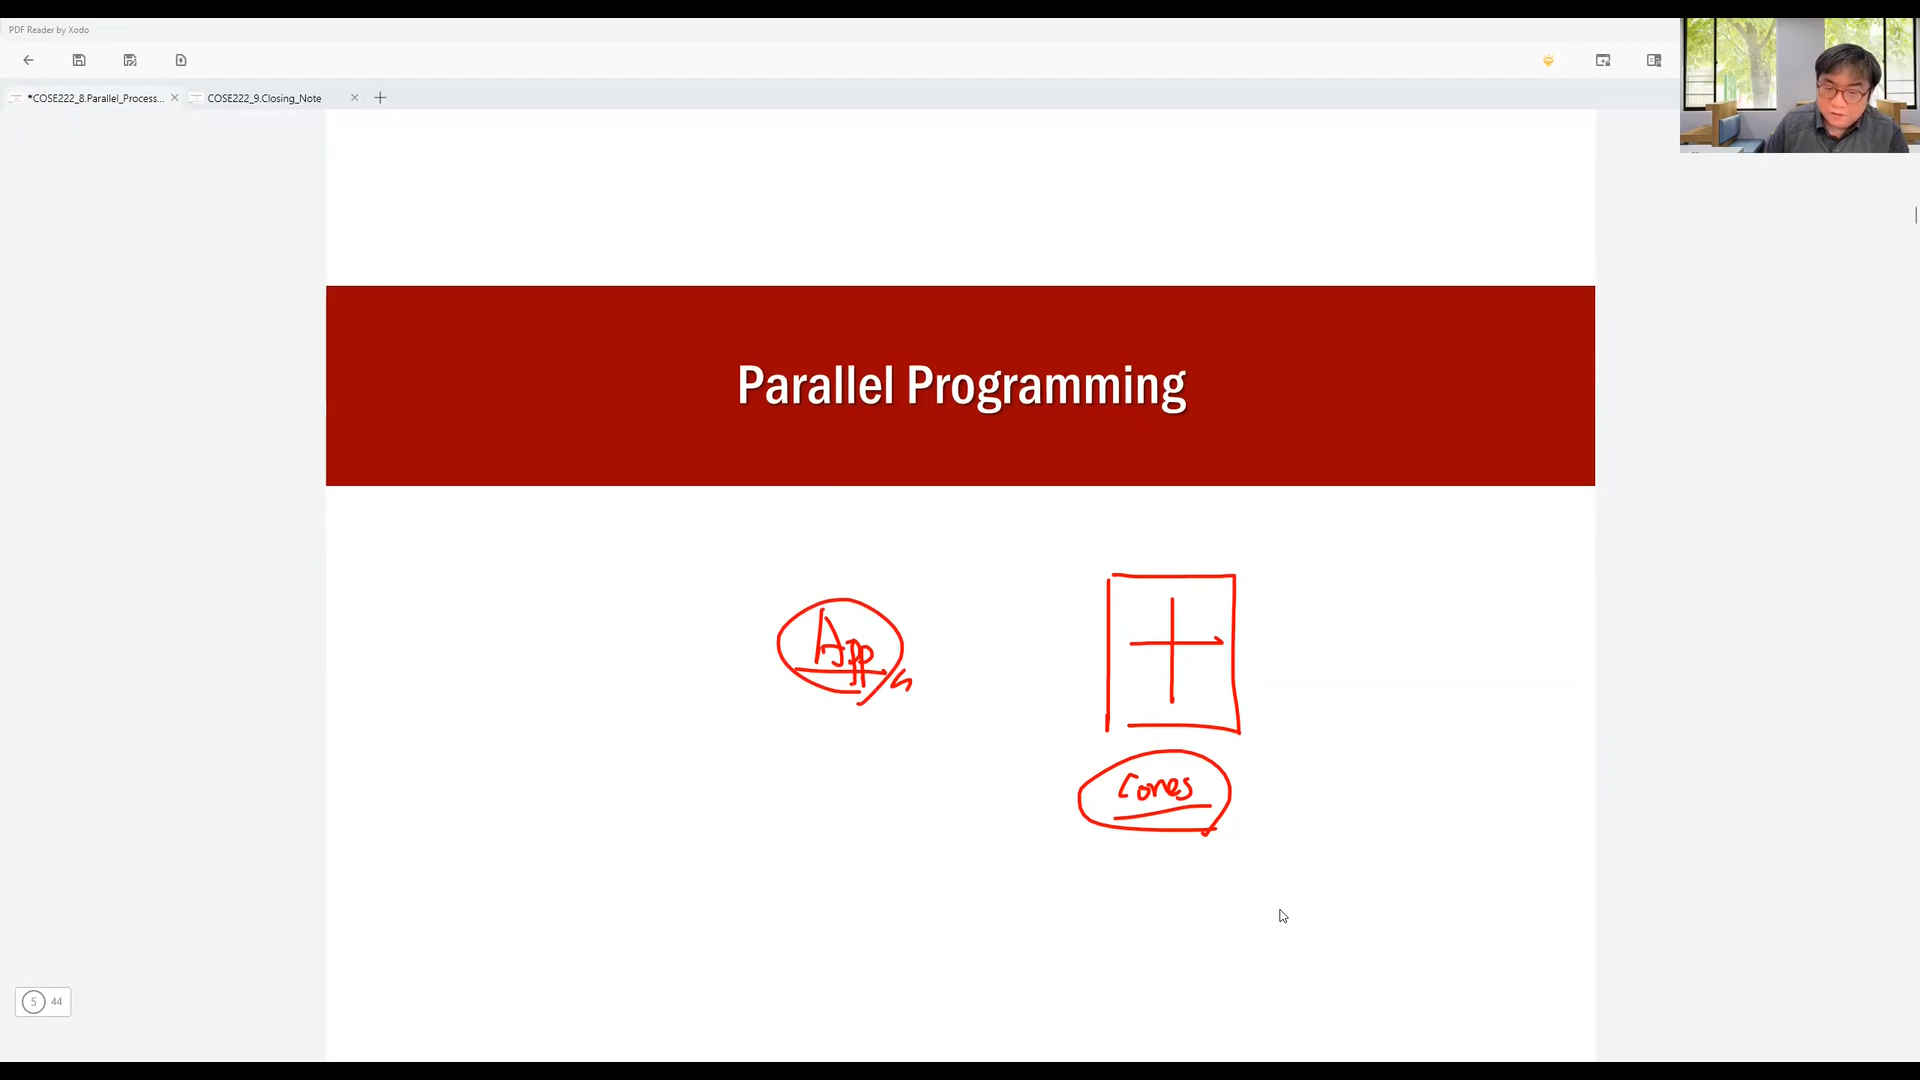 PDF Reader by Xodo
*COSE222_8.Parallel_Process...
COSE222_9.Closing_Note
Parallel Programming
App
Cores
5 44